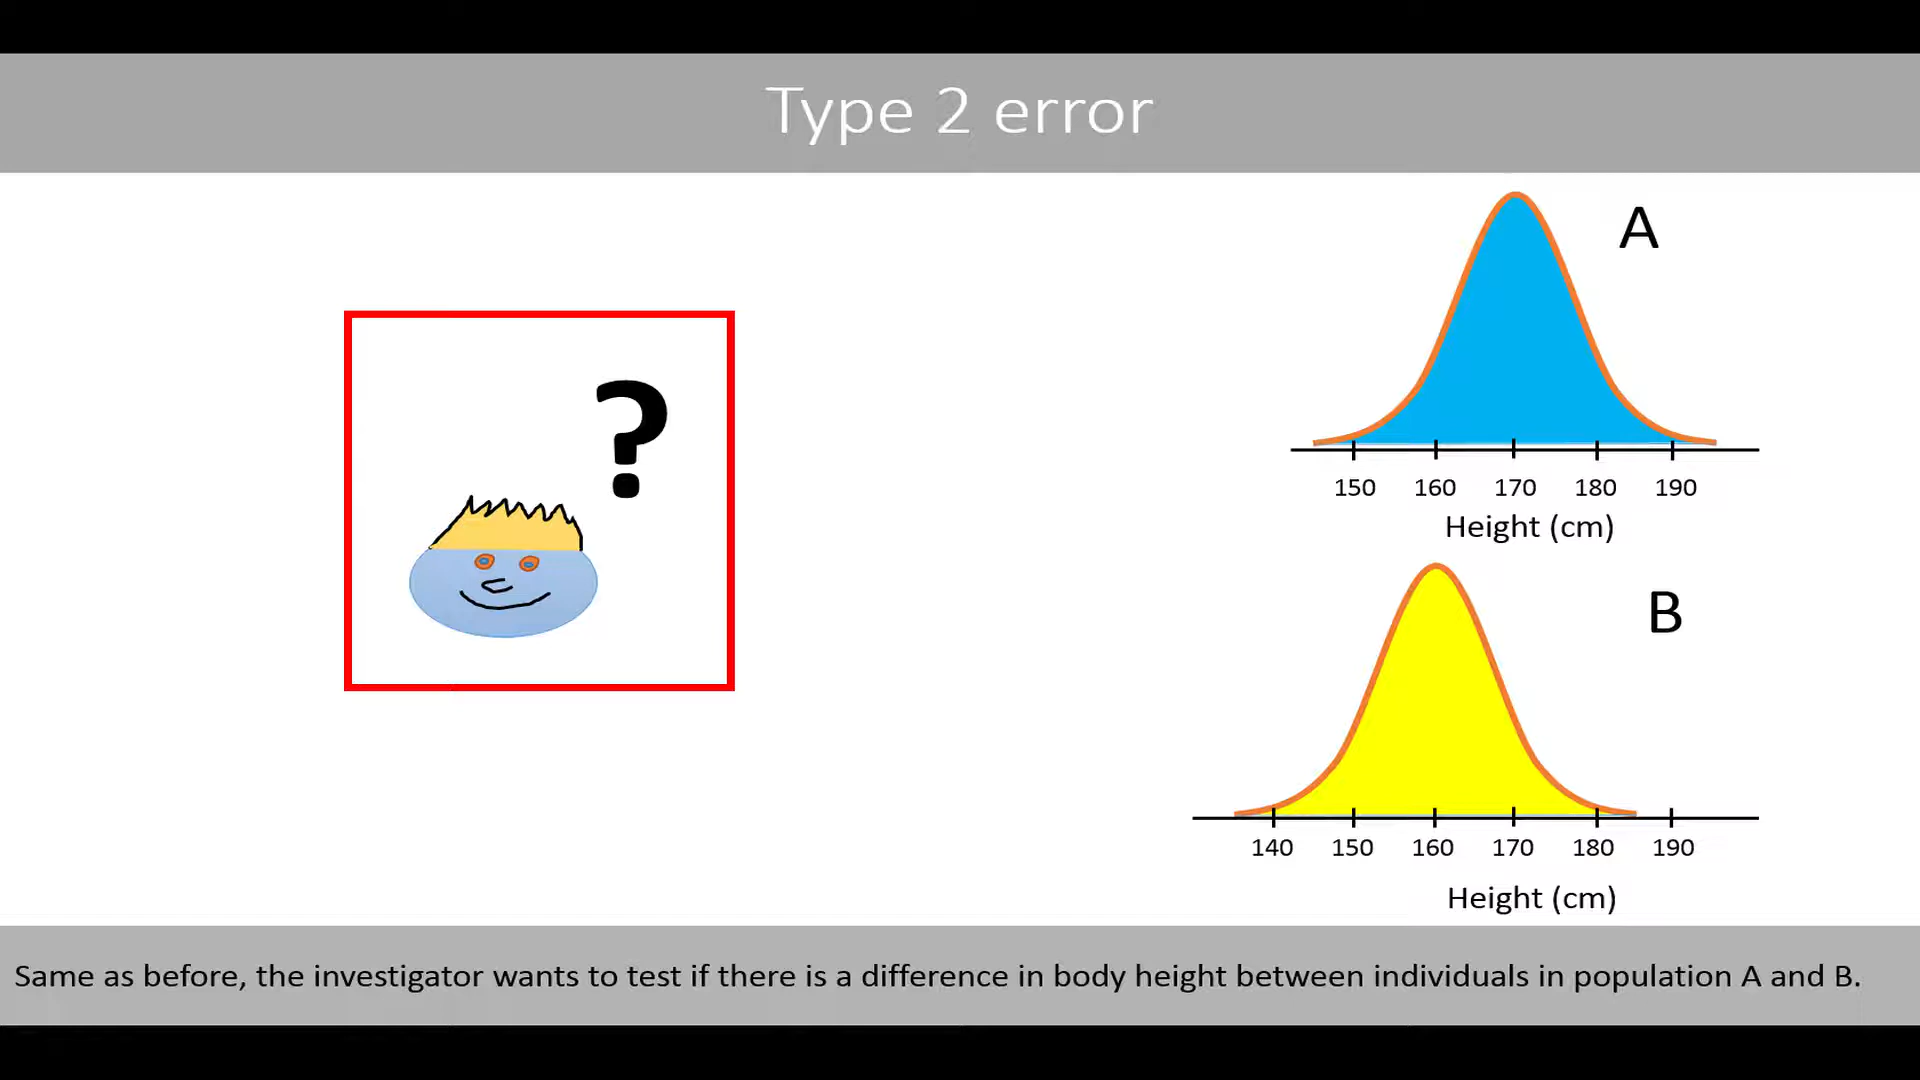 Type 2 error
?
A
150 160 170 180 190
Height (cm)
B
140 150 160 170 180 190
Height (cm)
Same as before, the investigator wants to test if there is a difference in body height between individuals in population A and B.